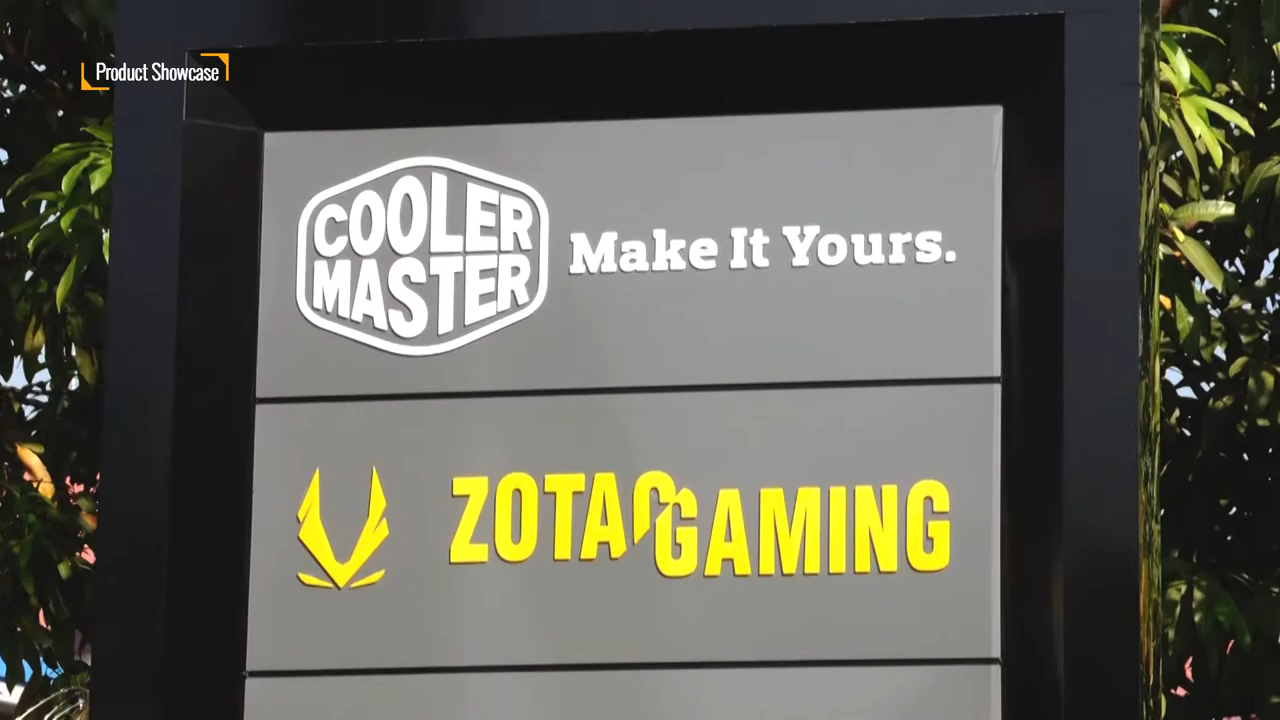 Product Showcase
COOLER
MASTER
Make It Yours.
ZOTAC GAMING